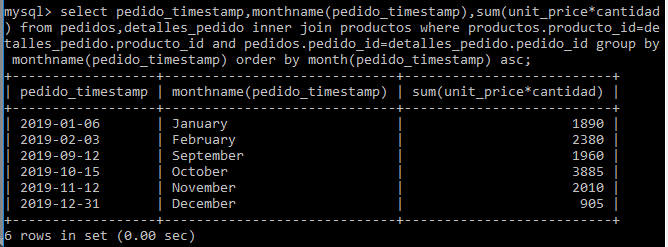 mysql> select pedido_timestamp,monthname(pedido_timestamp),sum(unit_price*cantidad
) from pedidos,detalles_pedido inner join productos where productos.producto_id=de
talles_pedido.producto_id and pedidos.pedido_id=detalles_pedido.pedido_id group by
 monthname(pedido_timestamp) order by month(pedido_timestamp) asc;
+------------------+-----------------------------+--------------------------+
| pedido_timestamp | monthname(pedido_timestamp) | sum(unit_price*cantidad) |
+------------------+-----------------------------+--------------------------+
| 2019-01-06       | January                     |                     1890 |
| 2019-02-03       | February                    |                     2380 |
| 2019-09-12       | September                   |                     1960 |
| 2019-10-15       | October                     |                     3885 |
| 2019-11-12       | November                    |                     2010 |
| 2019-12-31       | December                    |                      905 |
+------------------+-----------------------------+--------------------------+
6 rows in set (0.00 sec)